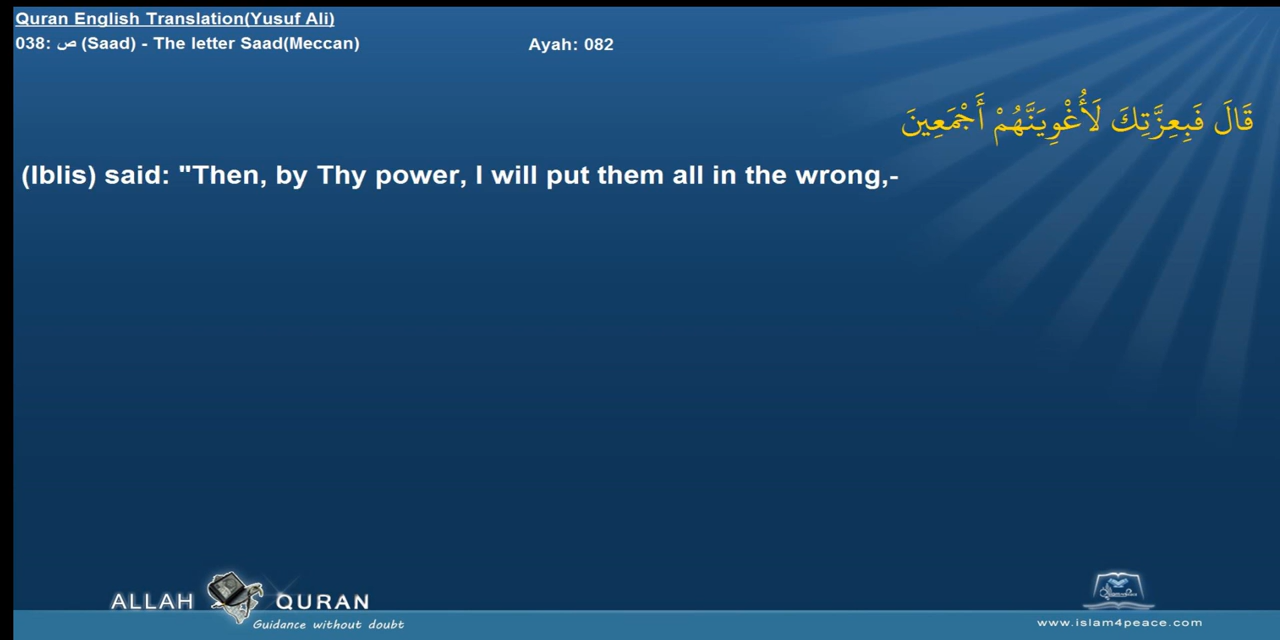 Quran English Translation(Yusuf Ali)
038: ص (Saad) - The letter Saad(Meccan) Ayah: 082
قَالَ فَبِعِزَّتِكَ لَأُغْوِيَنَّهُمْ أَجْمَعِينَ
(Iblis) said: "Then, by Thy power, I will put them all in the wrong,-
ALLAH QURAN
Guidance without doubt
www.islam4peace.com